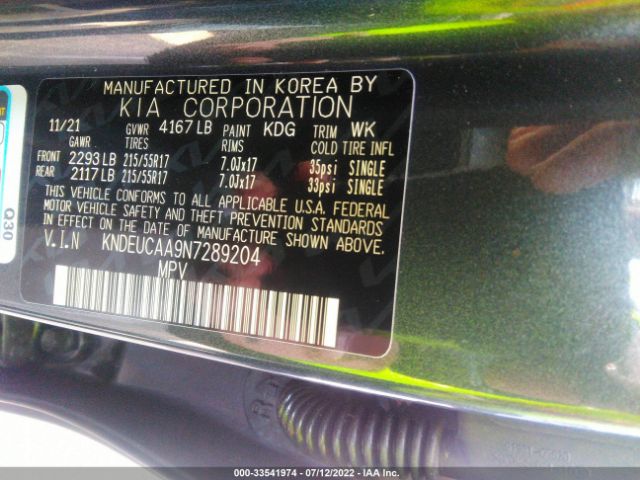 MANUFACTURED IN KOREA BY
KIA CORPORATION
11/21 GVWR 4167 LB PAINT KDG TRIM WK
GAWR TIRES RIMS COLD TIRE INFL
FRONT 2293 LB 215/55R17 7.0Jx17 35psi SINGLE
REAR 2117 LB 215/55R17 7.0Jx17 33psi SINGLE
THIS VEHICLE CONFORMS TO ALL APPLICABLE U.S.A. FEDERAL
MOTOR VEHICLE SAFETY AND THEFT PREVENTION STANDARDS
IN EFFECT ON THE DATE OF MANUFACTURE SHOWN ABOVE.
V.I.N KNDEUCAA9N7289204
MPV
Q30
000-33541974 - 07/12/2022 - IAA Inc.